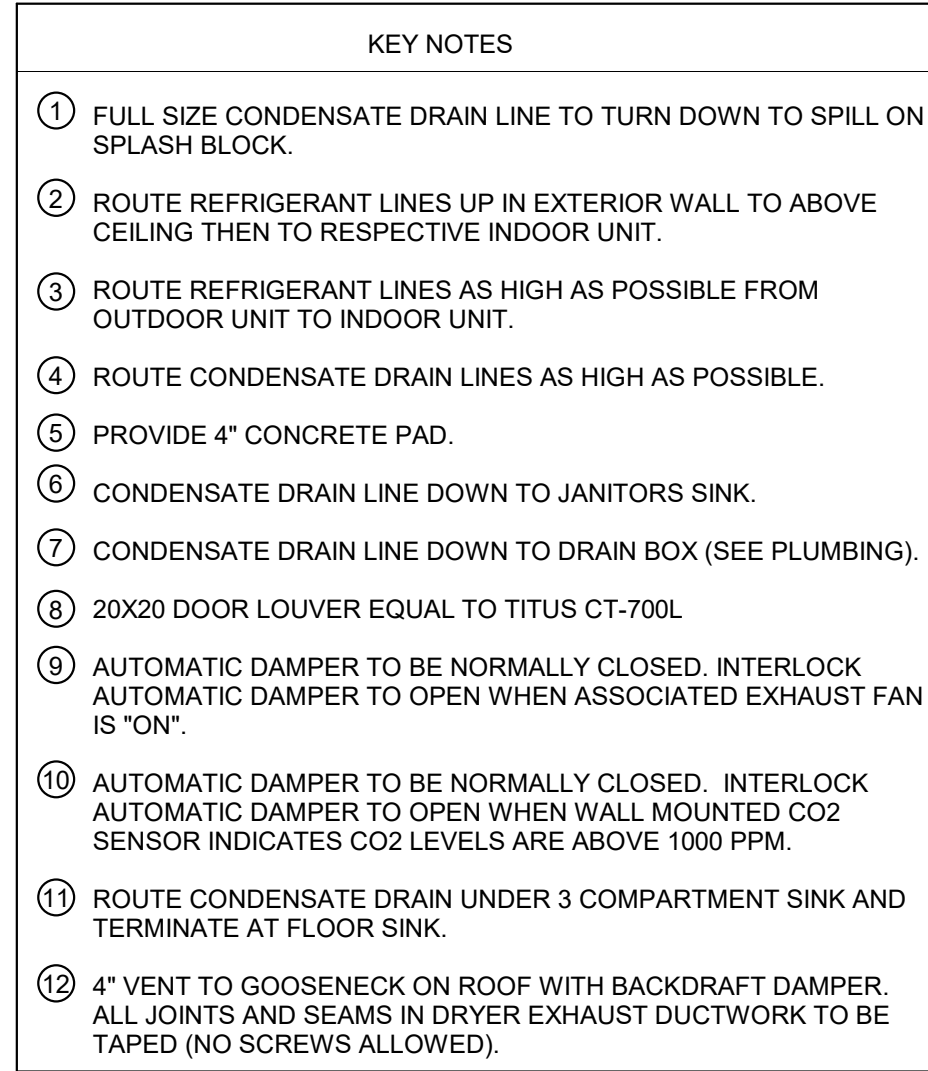 KEY NOTES
1 FULL SIZE CONDENSATE DRAIN LINE TO TURN DOWN TO SPILL ON
SPLASH BLOCK.
2 ROUTE REFRIGERANT LINES UP IN EXTERIOR WALL TO ABOVE
CEILING THEN TO RESPECTIVE INDOOR UNIT.
3 ROUTE REFRIGERANT LINES AS HIGH AS POSSIBLE FROM
OUTDOOR UNIT TO INDOOR UNIT.
4 ROUTE CONDENSATE DRAIN LINES AS HIGH AS POSSIBLE.
5 PROVIDE 4" CONCRETE PAD.
6 CONDENSATE DRAIN LINE DOWN TO JANITORS SINK.
7 CONDENSATE DRAIN LINE DOWN TO DRAIN BOX (SEE PLUMBING).
8 20X20 DOOR LOUVER EQUAL TO TITUS CT-700L
9 AUTOMATIC DAMPER TO BE NORMALLY CLOSED. INTERLOCK
AUTOMATIC DAMPER TO OPEN WHEN ASSOCIATED EXHAUST FAN
IS "ON".
10 AUTOMATIC DAMPER TO BE NORMALLY CLOSED. INTERLOCK
AUTOMATIC DAMPER TO OPEN WHEN WALL MOUNTED CO2
SENSOR INDICATES CO2 LEVELS ARE ABOVE 1000 PPM.
11 ROUTE CONDENSATE DRAIN UNDER 3 COMPARTMENT SINK AND
TERMINATE AT FLOOR SINK.
12 4" VENT TO GOOSENECK ON ROOF WITH BACKDRAFT DAMPER.
ALL JOINTS AND SEAMS IN DRYER EXHAUST DUCTWORK TO BE
TAPED (NO SCREWS ALLOWED).